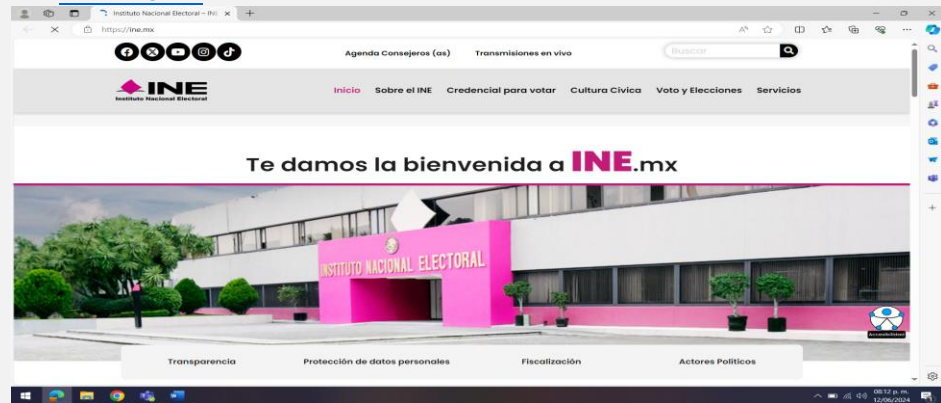 Instituto Nacional Electoral – INE
https://ine.mx
Agenda Consejeros (as) Transmisiones en vivo Buscar
INE
Instituto Nacional Electoral
Inicio Sobre el INE Credencial para votar Cultura Cívica Voto y Elecciones Servicios
Te damos la bienvenida a INE.mx
INSTITUTO NACIONAL ELECTORAL
Accesibilidad
Transparencia Protección de datos personales Fiscalización Actores Políticos
08:12 p. m.
12/06/2024